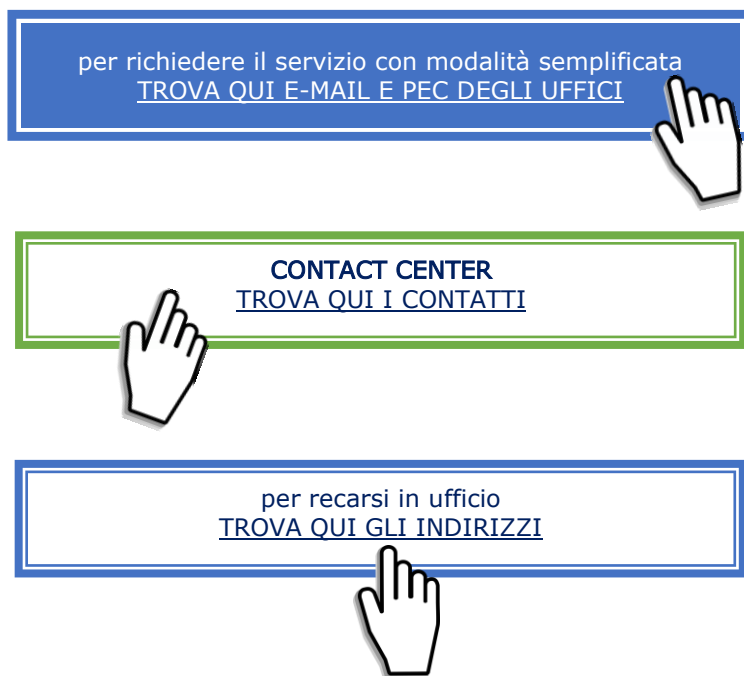 per richiedere il servizio con modalità semplificata
TROVA QUI E-MAIL E PEC DEGLI UFFICI
CONTACT CENTER
TROVA QUI I CONTATTI
per recarsi in ufficio
TROVA QUI GLI INDIRIZZI